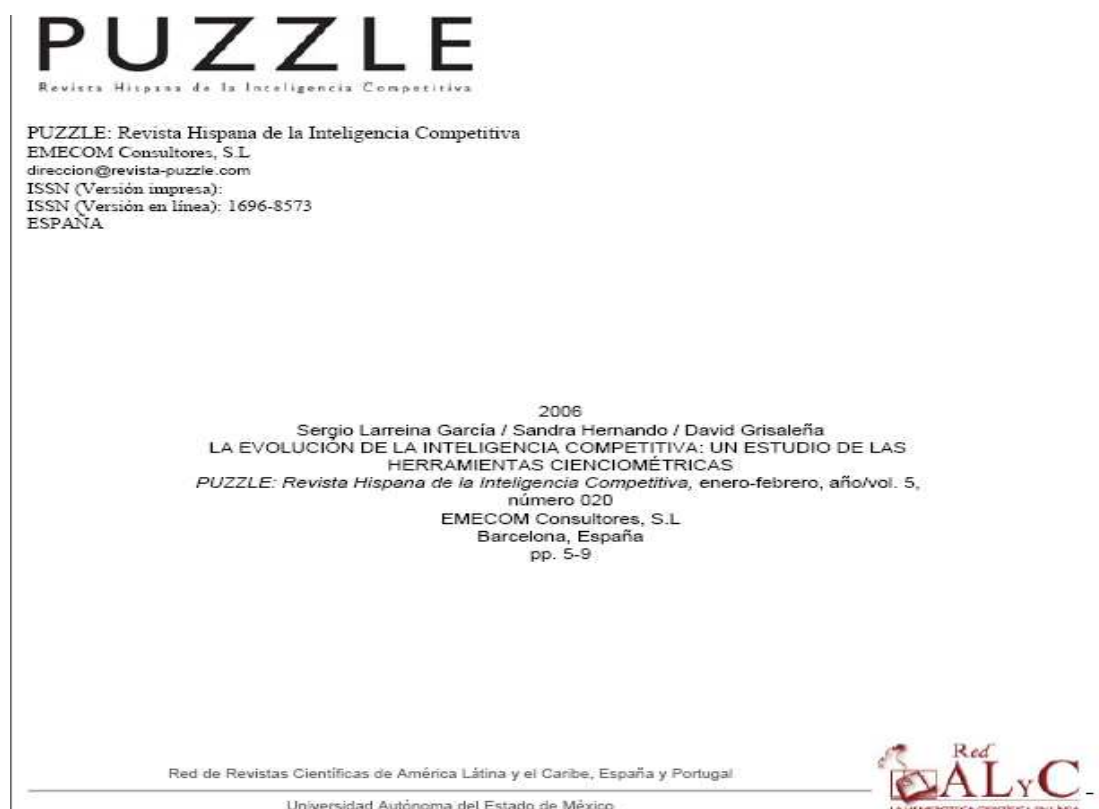 PUZZLE
Revista Hispana de la Inteligencia Competitiva
PUZZLE: Revista Hispana de la Inteligencia Competitiva
EMECOM Consultores, S.L
direccion@revista-puzzle.com
ISSN (Versión impresa):
ISSN (Versión en línea): 1696-8573
ESPAÑA
2006
Sergio Larreina García / Sandra Hernando / David Grisaleña
LA EVOLUCIÓN DE LA INTELIGENCIA COMPETITIVA: UN ESTUDIO DE LAS
HERRAMIENTAS CIENCIOMÉTRICAS
PUZZLE: Revista Hispana de la Inteligencia Competitiva, enero-febrero, año/vol. 5,
número 020
EMECOM Consultores, S.L
Barcelona, España
pp. 5-9
Red de Revistas Científicas de América Látina y el Caribe, España y Portugal
Universidad Autónoma del Estado de México
Red
ALyC